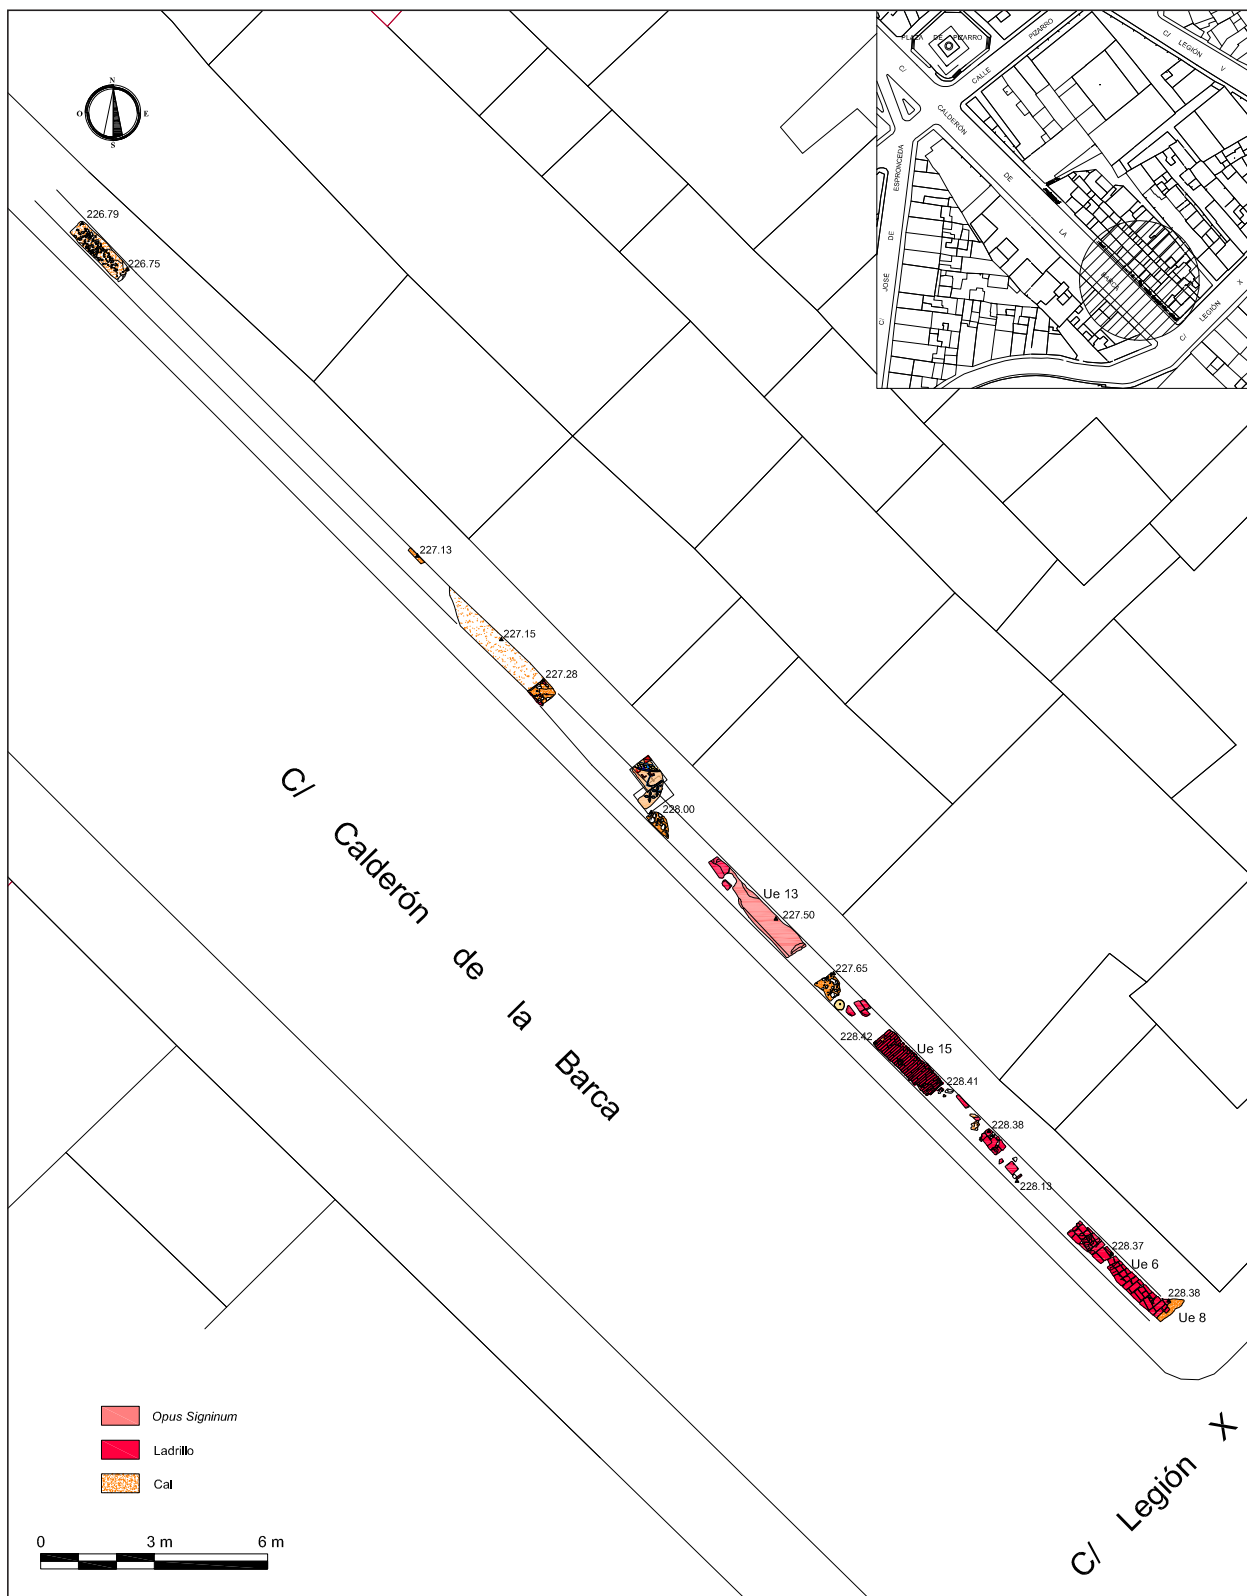 N
O
E
S
PLAZA DE PIZARRO
C/
CALLE
PIZARRO
C/ LEGIÓN V
CALDERÓN
DE
LA
BARCA
C/ JOSÉ DE ESPRONCEDA
C/ LEGIÓN X
226.79
226.75
227.13
227.15
227.28
228.00
Ue 13
227.50
227.65
228.42
Ue 15
228.41
228.38
228.13
228.37
Ue 6
228.38
Ue 8
C/ Calderón de la Barca
C/ Legión X
Opus Signinum
Ladrillo
Cal
0 3 m 6 m